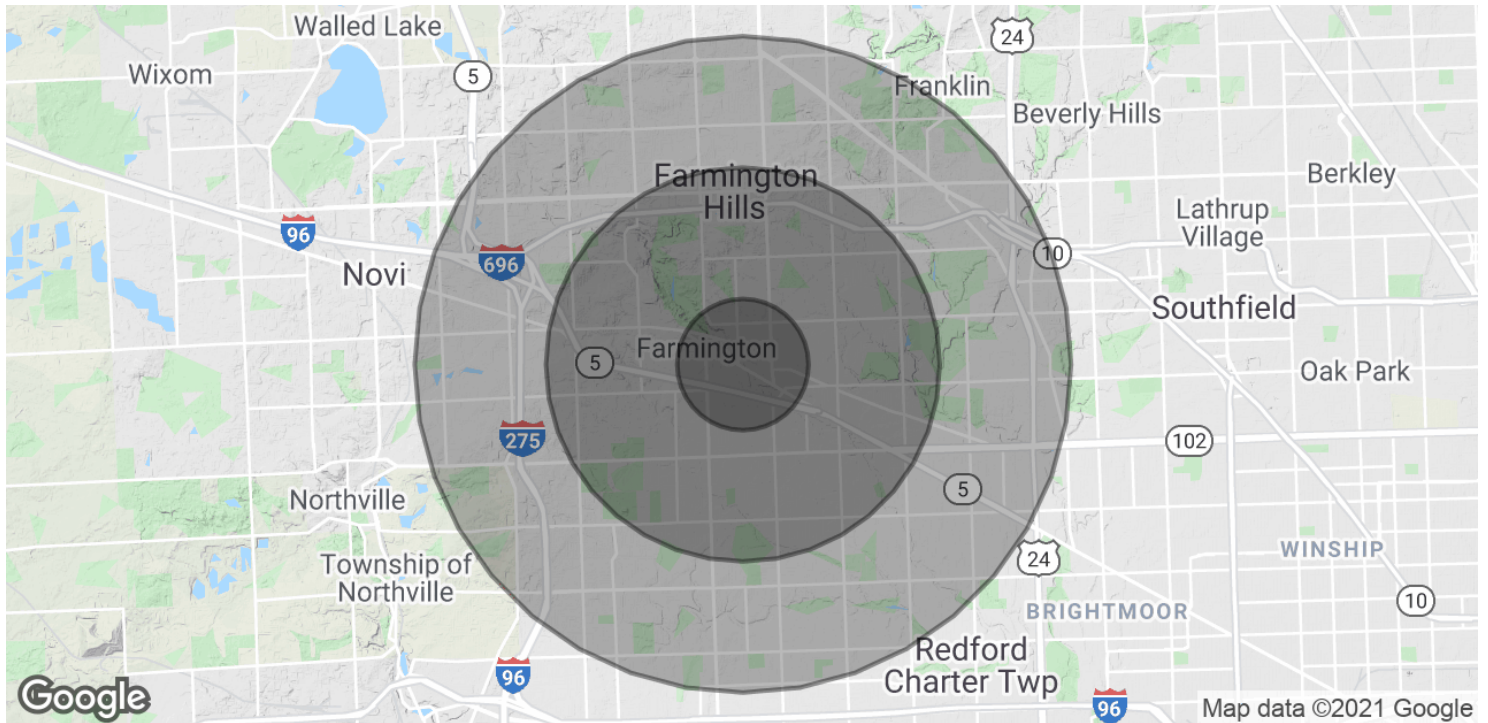 Walled Lake
24
Wixom
5
Franklin
Beverly Hills
Farmington
Hills
Berkley
Lathrup
Village
96
10
696
Novi
Southfield
Farmington
5
Oak Park
275
102
Northville
5
Township of
Northville
24
WINSHIP
BRIGHTMOOR
10
Redford
Charter Twp
96
Google
96
Map data ©2021 Google